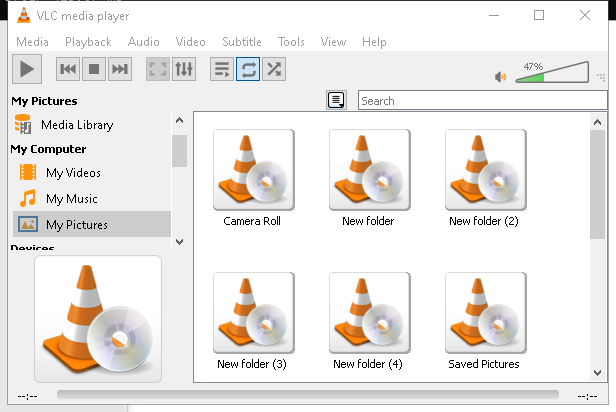 VLC media player
Media Playback Audio Video Subtitle Tools View Help
47%
My Pictures
Search
Media Library
My Computer
My Videos
My Music
My Pictures
Devices
Camera Roll New folder New folder (2)
New folder (3) New folder (4) Saved Pictures
--:-- --:--